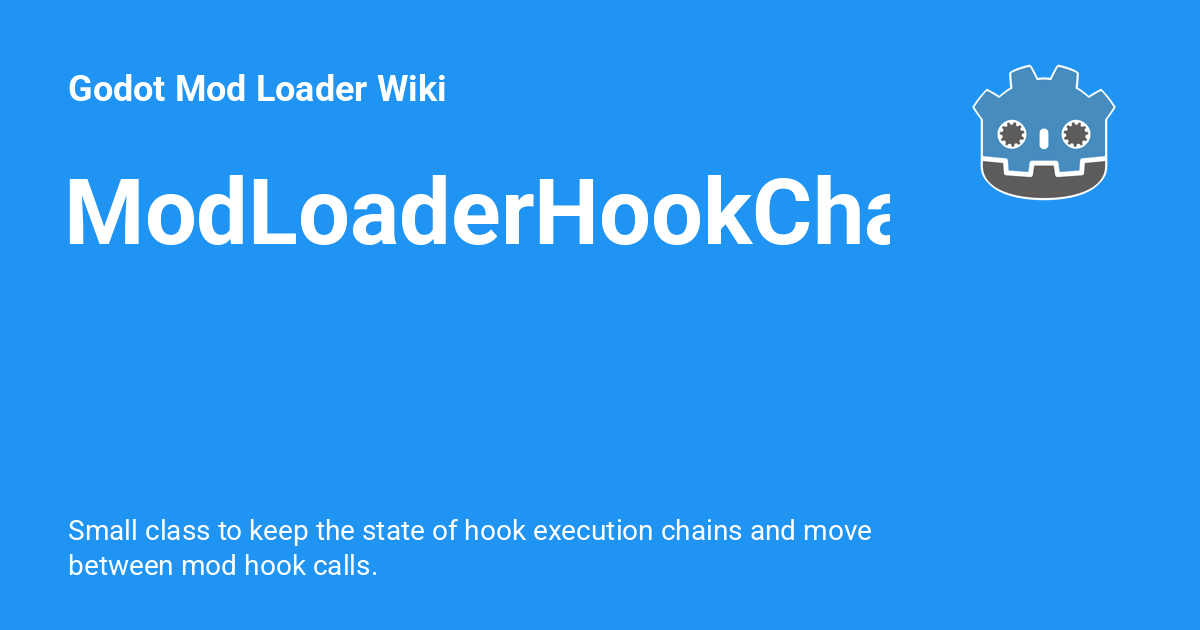 Godot Mod Loader Wiki
ModLoaderHookCha
Small class to keep the state of hook execution chains and move
between mod hook calls.